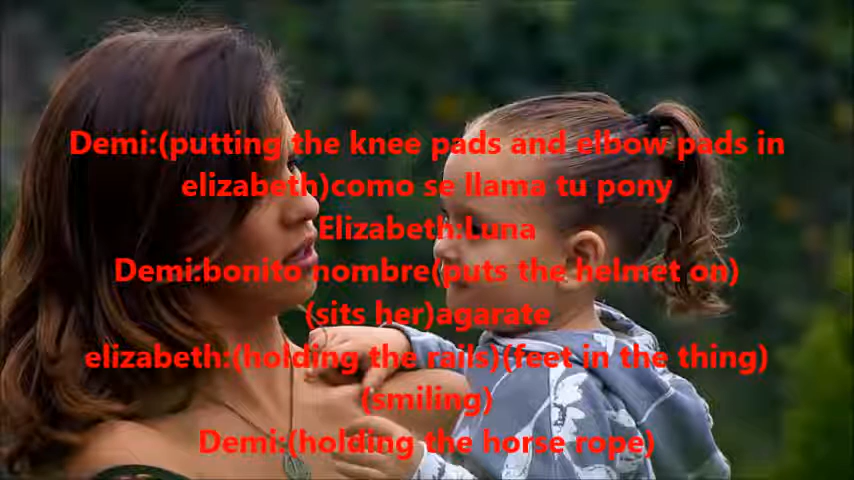 Demi:(putting the knee pads and elbow pads in
elizabeth)como se llama tu pony
Elizabeth:Luna
Demi:bonito nombre(puts the helmet on)
(sits her)agarate
elizabeth:(holding the rails)(feet in the thing)
(smiling)
Demi:(holding the horse rope)